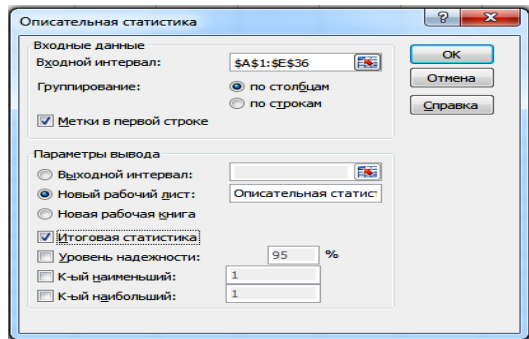 Описательная статистика
Входные данные
Входной интервал: $A$1:$E$36
Группирование: по столбцам
по строкам
Метки в первой строке
OK
Отмена
Справка
Параметры вывода
Выходной интервал:
Новый рабочий лист: Описательная статист
Новая рабочая книга
Итоговая статистика
Уровень надежности: 95 %
К-ый наименьший: 1
К-ый наибольший: 1